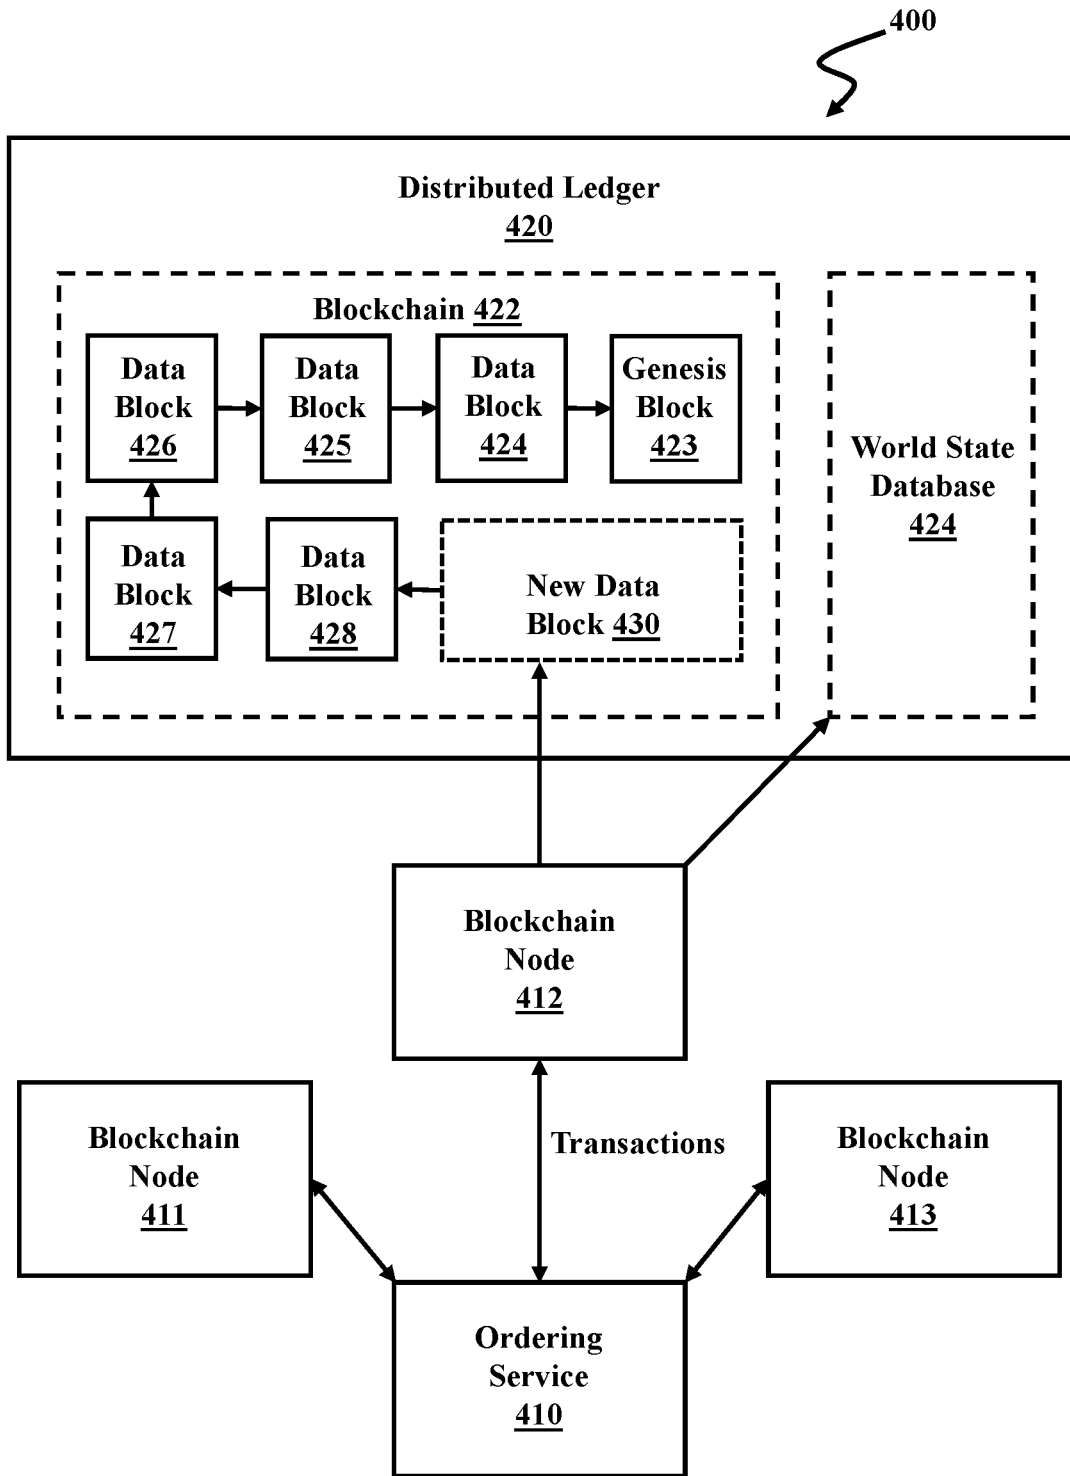 400
Distributed Ledger
420
Blockchain 422
Data
Block
426
Data
Block
425
Data
Block
424
Genesis
Block
423
World State
Database
424
Data
Block
427
Data
Block
428
New Data
Block 430
Blockchain
Node
412
Transactions
Blockchain
Node
411
Blockchain
Node
413
Ordering
Service
410